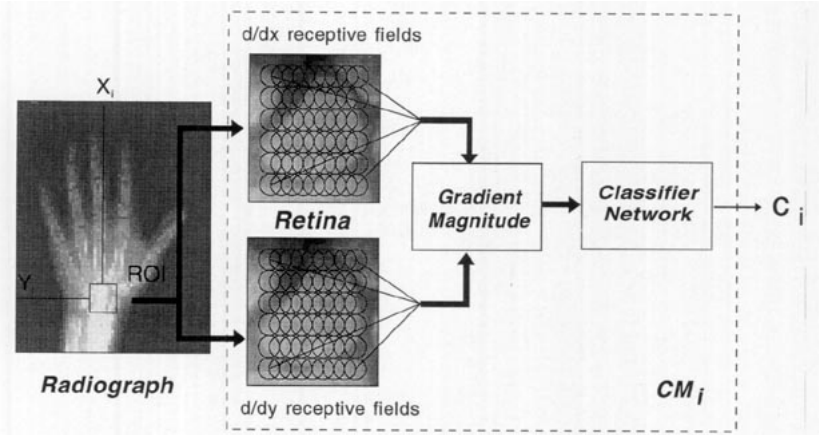 d/dx receptive fields
X i
Y
ROI
Radiograph
Retina
d/dy receptive fields
Gradient
Magnitude
Classifier
Network
C i
CM i